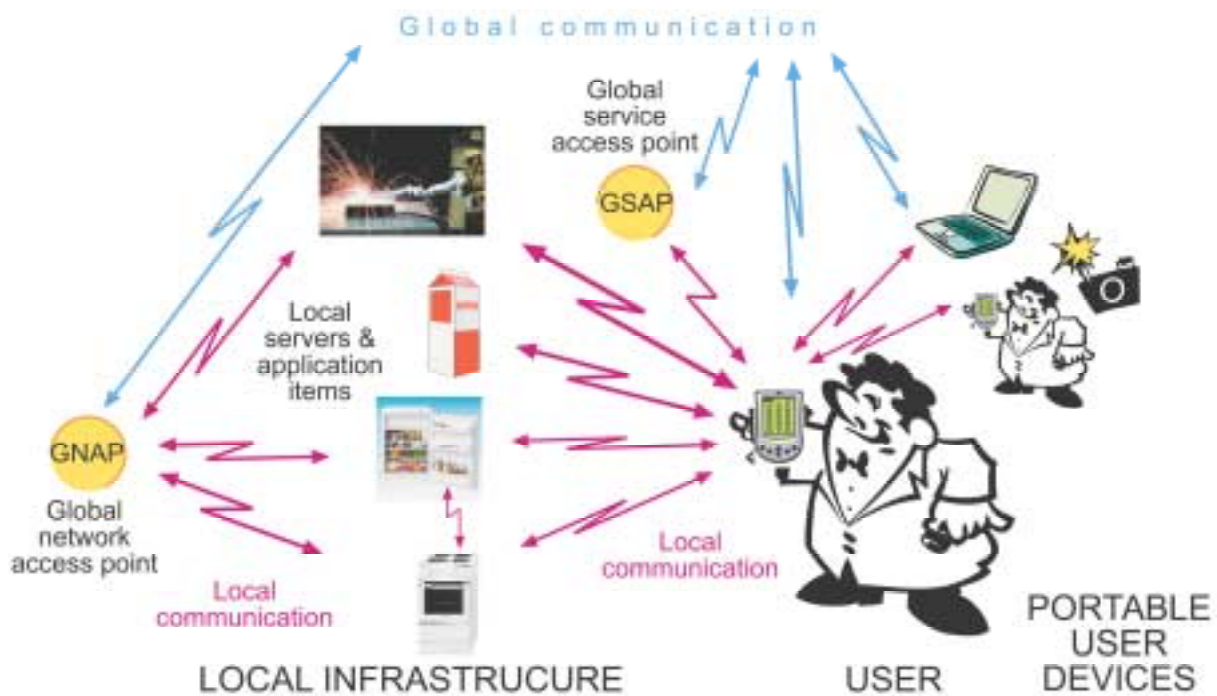 Global communication
Global
service
access point
GSAP
Local
servers &
application
items
GNAP
Global
network
access point
Local
communication
Local
communication
LOCAL INFRASTRUCURE
USER
PORTABLE
USER
DEVICES